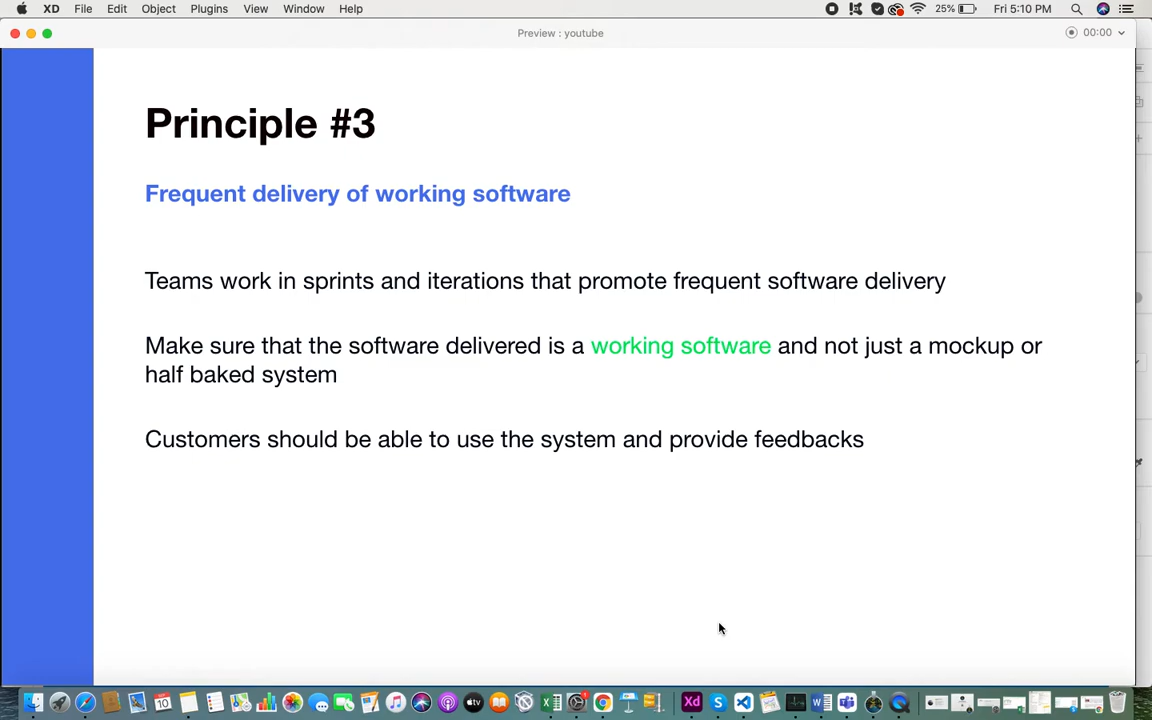 XD File Edit Object Plugins View Window Help 25% Fri 5:10 PM
Preview : youtube 00:00
Principle #3
Frequent delivery of working software
Teams work in sprints and iterations that promote frequent software delivery
Make sure that the software delivered is a working software and not just a mockup or
half baked system
Customers should be able to use the system and provide feedbacks